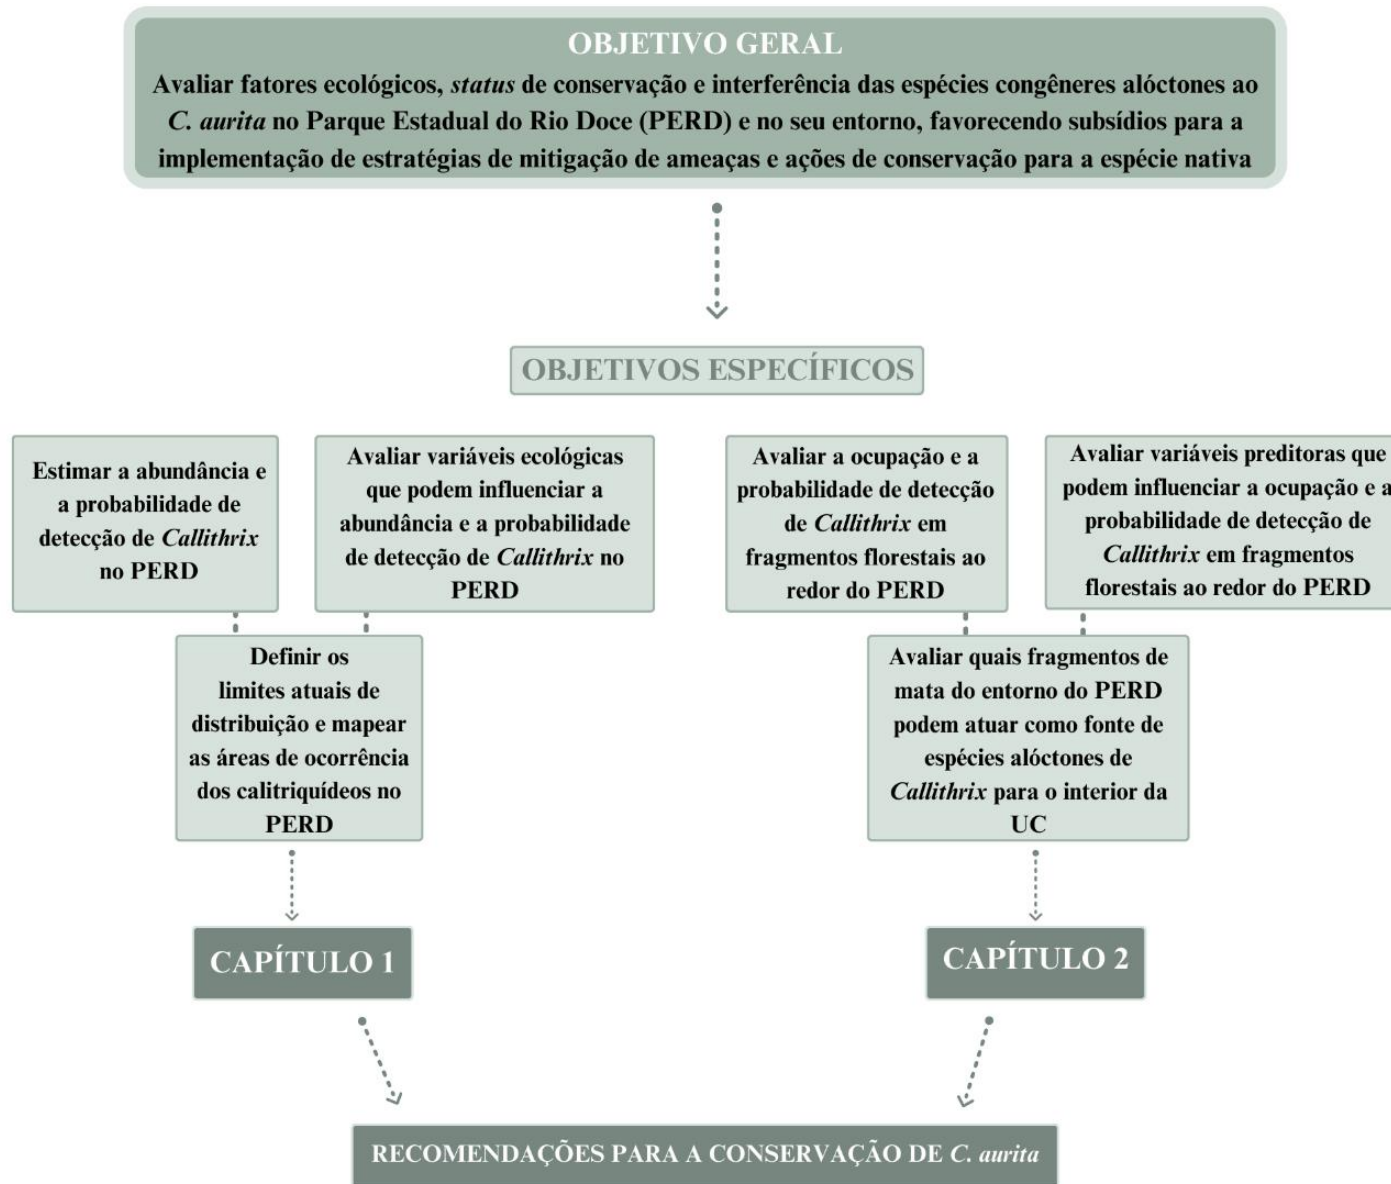 OBJETIVO GERAL
Avaliar fatores ecológicos, status de conservação e interferência das espécies congêneres alóctones ao
C. aurita no Parque Estadual do Rio Doce (PERD) e no seu entorno, favorecendo subsídios para a
implementação de estratégias de mitigação de ameaças e ações de conservação para a espécie nativa
OBJETIVOS ESPECÍFICOS
Estimar a abundância e
a probabilidade de
detecção de Callithrix
no PERD
Avaliar variáveis ecológicas
que podem influenciar a
abundância e a probabilidade
de detecção de Callithrix no
PERD
Avaliar a ocupação e a
probabilidade de detecção
de Callithrix em
fragmentos florestais ao
redor do PERD
Avaliar variáveis preditoras que
podem influenciar a ocupação e a
probabilidade de detecção de
Callithrix em fragmentos
florestais ao redor do PERD
Definir os
limites atuais de
distribuição e mapear
as áreas de ocorrência
dos calitriquídeos no
PERD
Avaliar quais fragmentos de
mata do entorno do PERD
podem atuar como fonte de
espécies alóctones de
Callithrix para o interior da
UC
CAPÍTULO 1
CAPÍTULO 2
RECOMENDAÇÕES PARA A CONSERVAÇÃO DE C. aurita